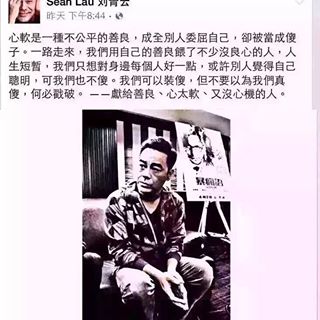 Sean Lau 刘青云
昨天 下午8:44
心軟是一種不公平的善良，成全別人委屈自己，卻被當成傻
子。一路走來，我們用自己的善良餵了不少沒良心的人，人
生短暫，我們只想對身邊每個人好一點，或許別人覺得自己
聰明，可我們也不傻。我們可以裝傻，但不要以為我們真
傻，何必戳破。 ——獻給善良、心太軟、又沒心機的人。